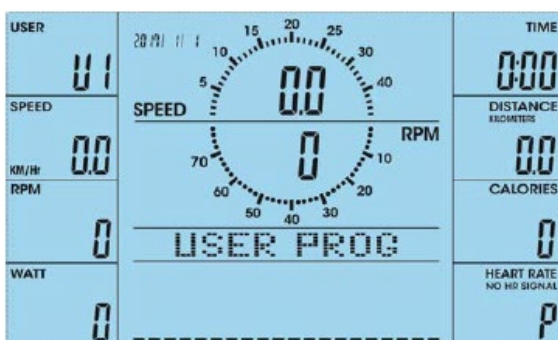 USER
U1
SPEED
KM/Hr 0.0
RPM
0
WATT
0
2019/ 1/ 1
5 10 15 20 25 30 40
SPEED 0.0
RPM 0
70 60 50 40 30 20 10
USER PROG
TIME
0:00
DISTANCE
KILOMETERS
0.0
CALORIES
0
HEART RATE
NO HR SIGNAL
P